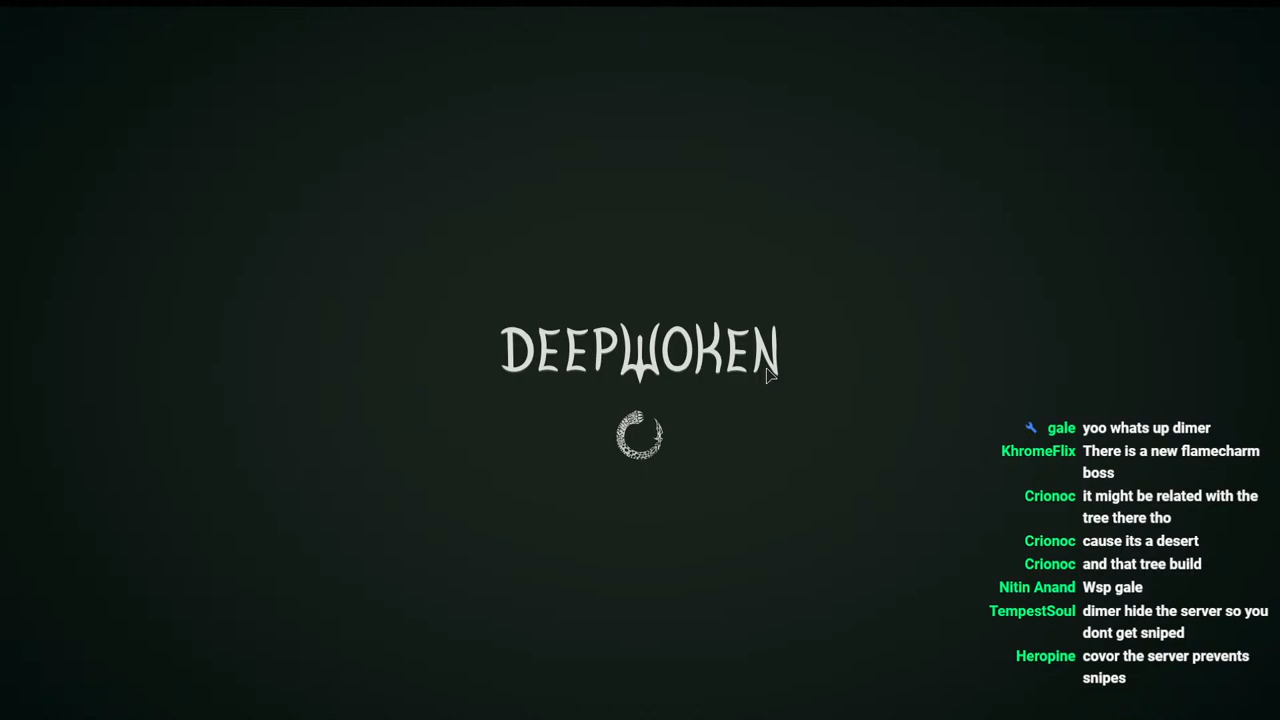 DEEPWOKEN
gale yoo whats up dimer
KhromeFlix There is a new flamecharm
boss
Crionoc it might be related with the
tree there tho
Crionoc cause its a desert
Crionoc and that tree build
Nitin Anand Wsp gale
TempestSoul dimer hide the server so you
dont get sniped
Heropine covor the server prevents
snipes